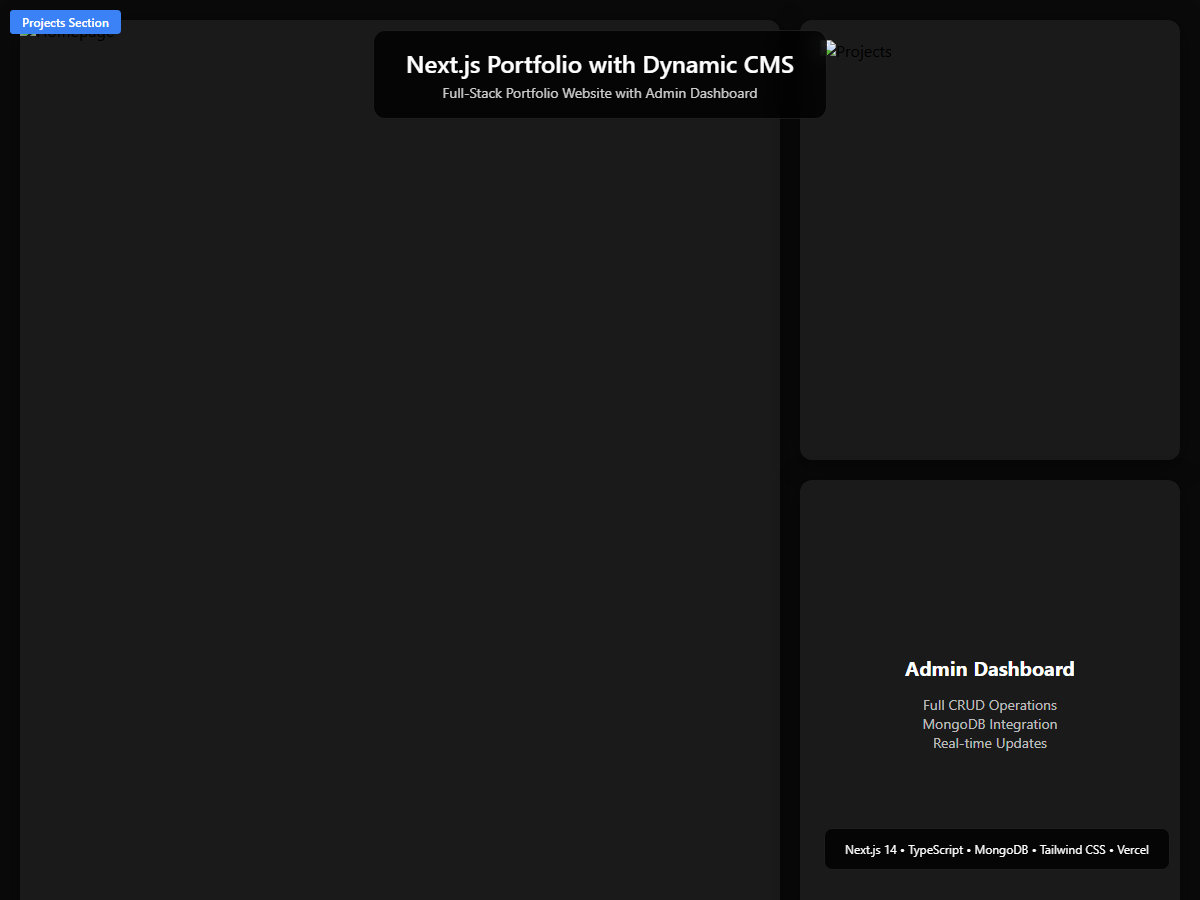 Projects Section
Homepage
Next.js Portfolio with Dynamic CMS
Full-Stack Portfolio Website with Admin Dashboard
Projects
Admin Dashboard
Full CRUD Operations
MongoDB Integration
Real-time Updates
Next.js 14 • TypeScript • MongoDB • Tailwind CSS • Vercel